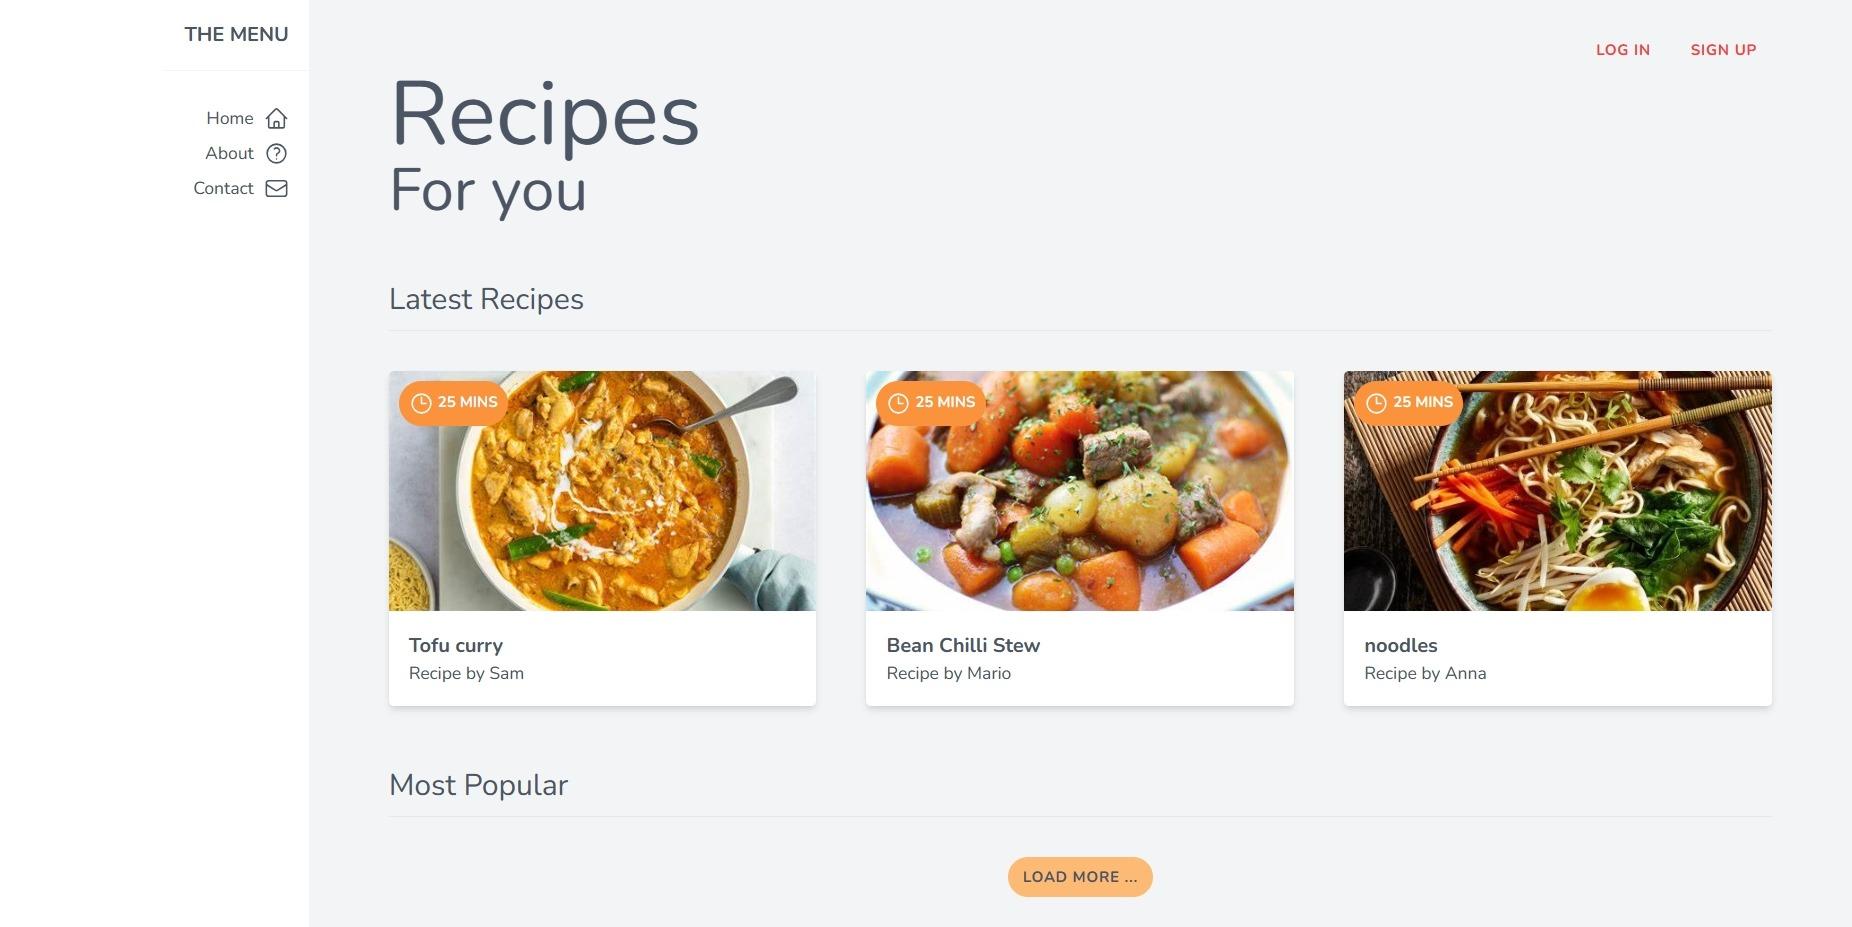 THE MENU
Home
About
Contact
LOG IN
SIGN UP
Recipes
For you
Latest Recipes
25 MINS
25 MINS
25 MINS
Tofu curry
Recipe by Sam
Bean Chilli Stew
Recipe by Mario
noodles
Recipe by Anna
Most Popular
LOAD MORE ...